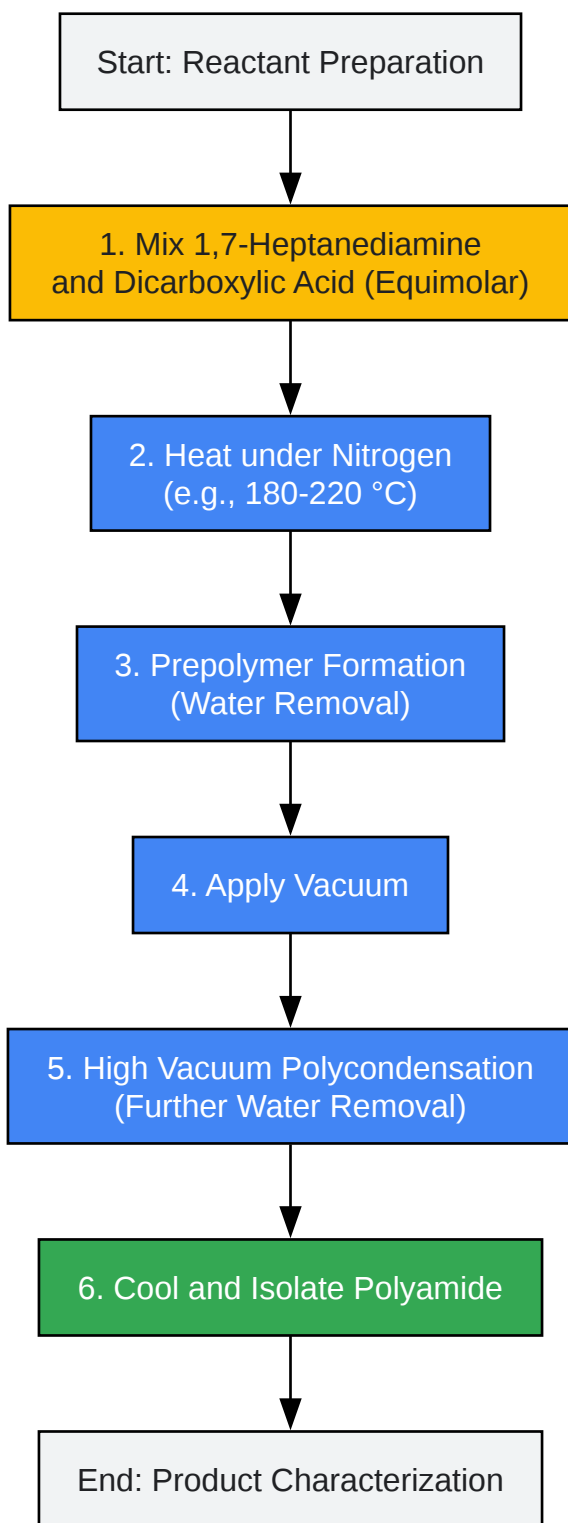 Start: Reactant Preparation
1. Mix 1,7-Heptanediamine
and Dicarboxylic Acid (Equimolar)
2. Heat under Nitrogen
(e.g., 180-220 °C)
3. Prepolymer Formation
(Water Removal)
4. Apply Vacuum
5. High Vacuum Polycondensation
(Further Water Removal)
6. Cool and Isolate Polyamide
End: Product Characterization